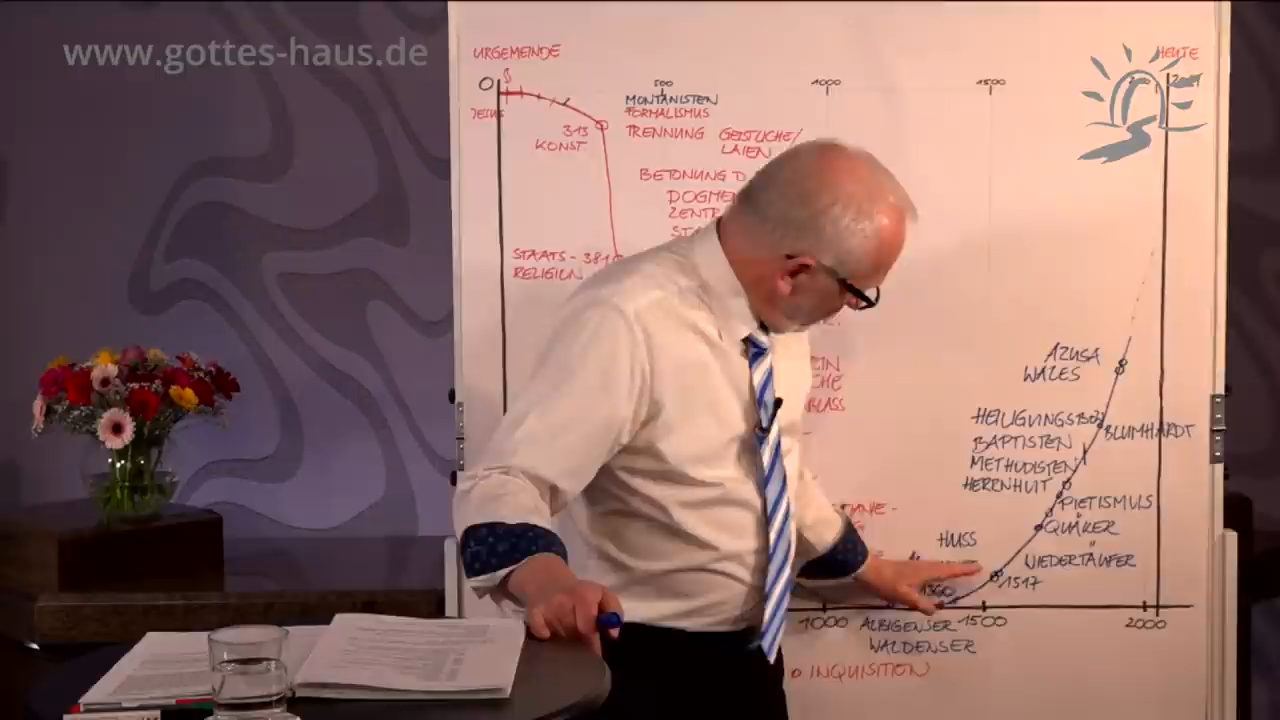 www.gottes-haus.de
URGEMEINDE
HEUTE
0
500
1000
1500
JESUS
MONTANISTEN
FORMALISMUS
313
KONST.
TRENNUNG GEISTLICHE/
LAIEN
BETONUNG D
DOGME
ZENTR
STAATS - 381
RELIGION
AZUSA
WALES
HEILIGUNGSBEW
BLUMHARDT
BAPTISTEN
METHODISTEN
HERRNHUT
PIETISMUS
QUÄKER
HUSS
WIEDERTÄUFER
1517
1000
ALBIGENSER
1500
2000
WALDENSER
INQUISITION